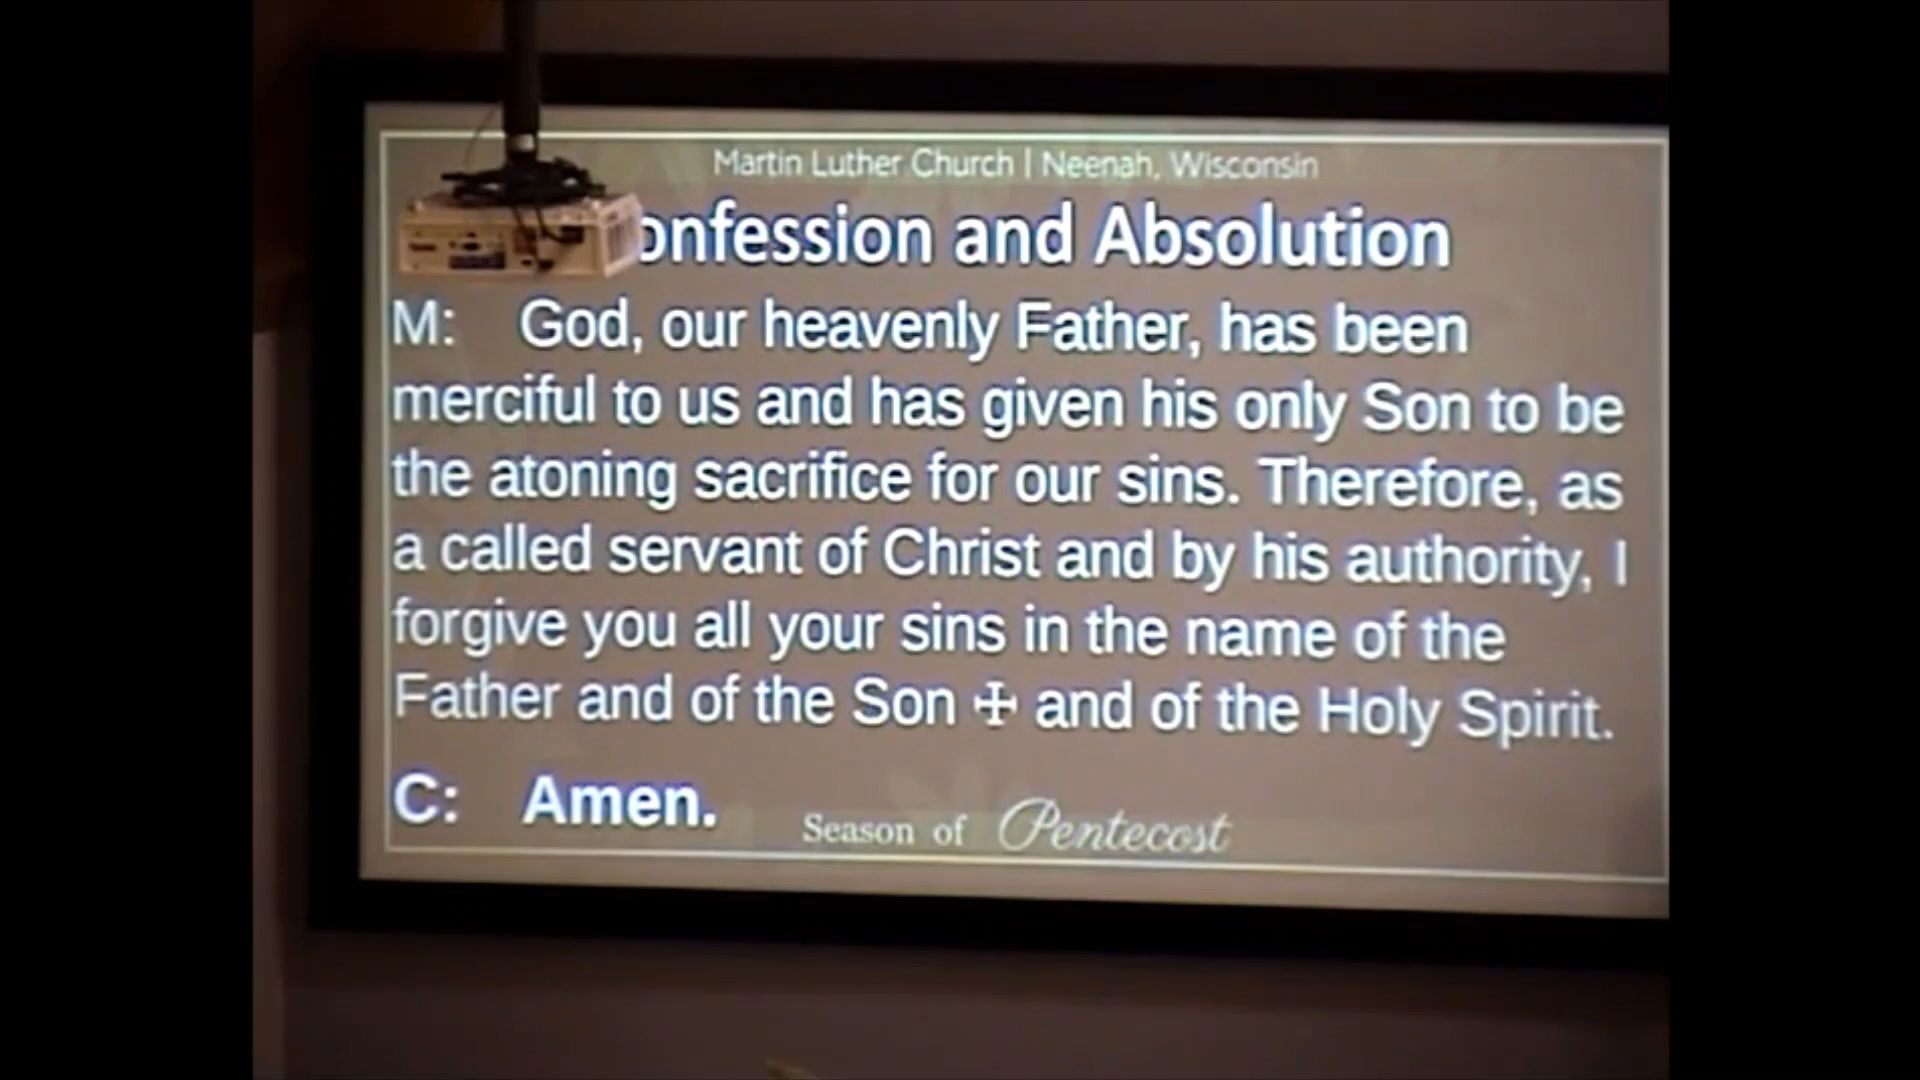 Martin Luther Church | Neenah, Wisconsin
onfession and Absolution
M: God, our heavenly Father, has been
merciful to us and has given his only Son to be
the atoning sacrifice for our sins. Therefore, as
a called servant of Christ and by his authority, I
forgive you all your sins in the name of the
Father and of the Son ☩ and of the Holy Spirit.
C: Amen.
Season of Pentecost